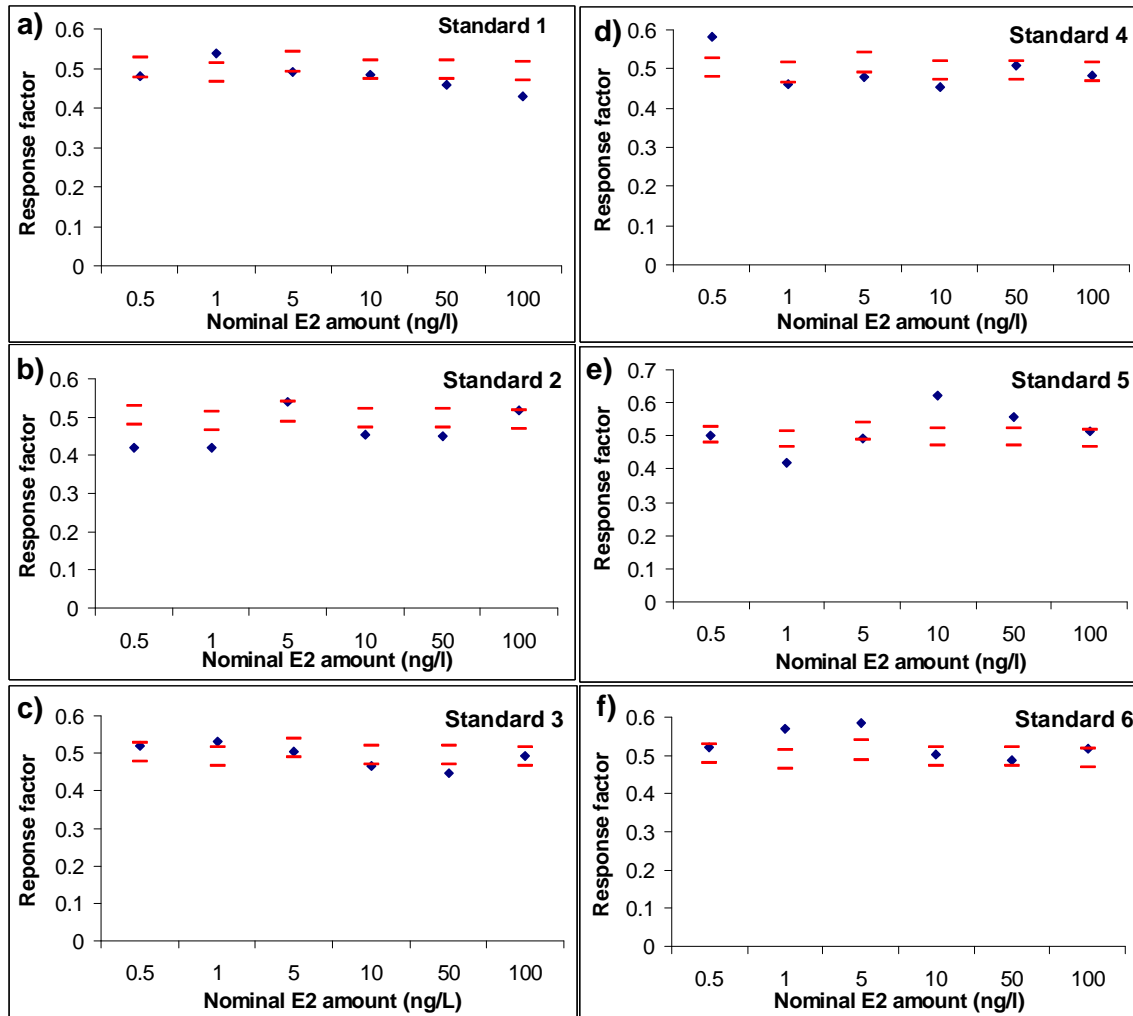 a)
Standard 1
Response factor
0.6
0.5
0.4
0.3
0.2
0.1
0
0.5 1 5 10 50 100
Nominal E2 amount (ng/l)
d)
Standard 4
Response factor
0.6
0.5
0.4
0.3
0.2
0.1
0
0.5 1 5 10 50 100
Nominal E2 amount (ng/l)
b)
Standard 2
Response factor
0.6
0.5
0.4
0.3
0.2
0.1
0
0.5 1 5 10 50 100
Nominal E2 amount (ng/l)
e)
Standard 5
Response factor
0.7
0.6
0.5
0.4
0.3
0.2
0.1
0
0.5 1 5 10 50 100
Nominal E2 amount (ng/l)
c)
Standard 3
Reponse factor
0.6
0.5
0.4
0.3
0.2
0.1
0
0.5 1 5 10 50 100
Nominal E2 amount (ng/L)
f)
Standard 6
Response factor
0.6
0.5
0.4
0.3
0.2
0.1
0
0.5 1 5 10 50 100
Nominal E2 amount (ng/l)